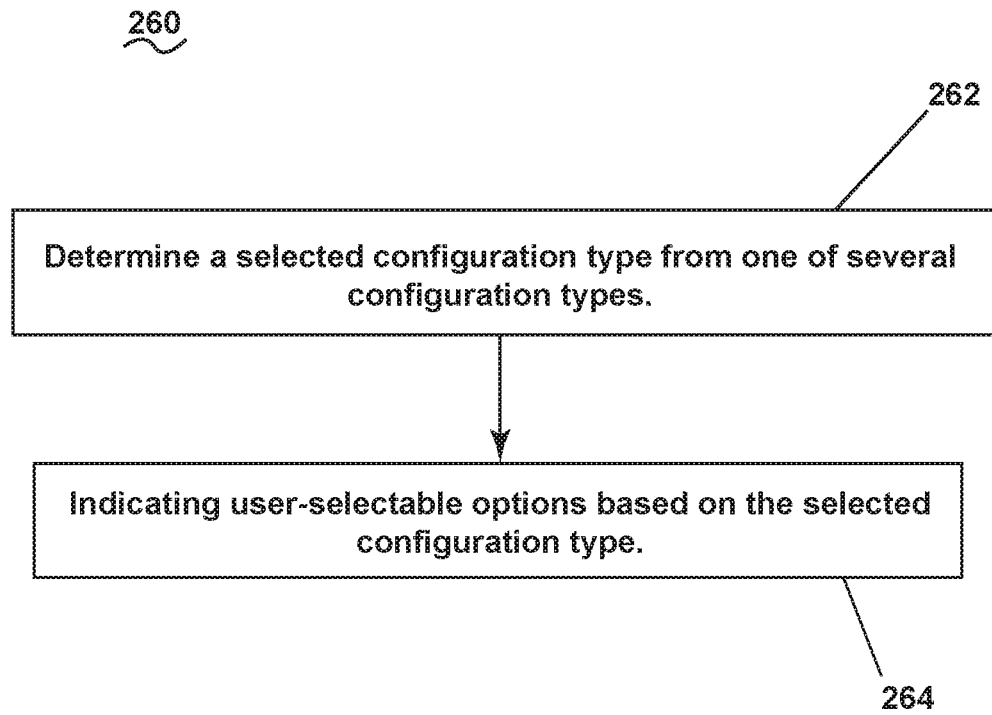 260
262
Determine a selected configuration type from one of several
configuration types.
Indicating user-selectable options based on the selected
configuration type.
264